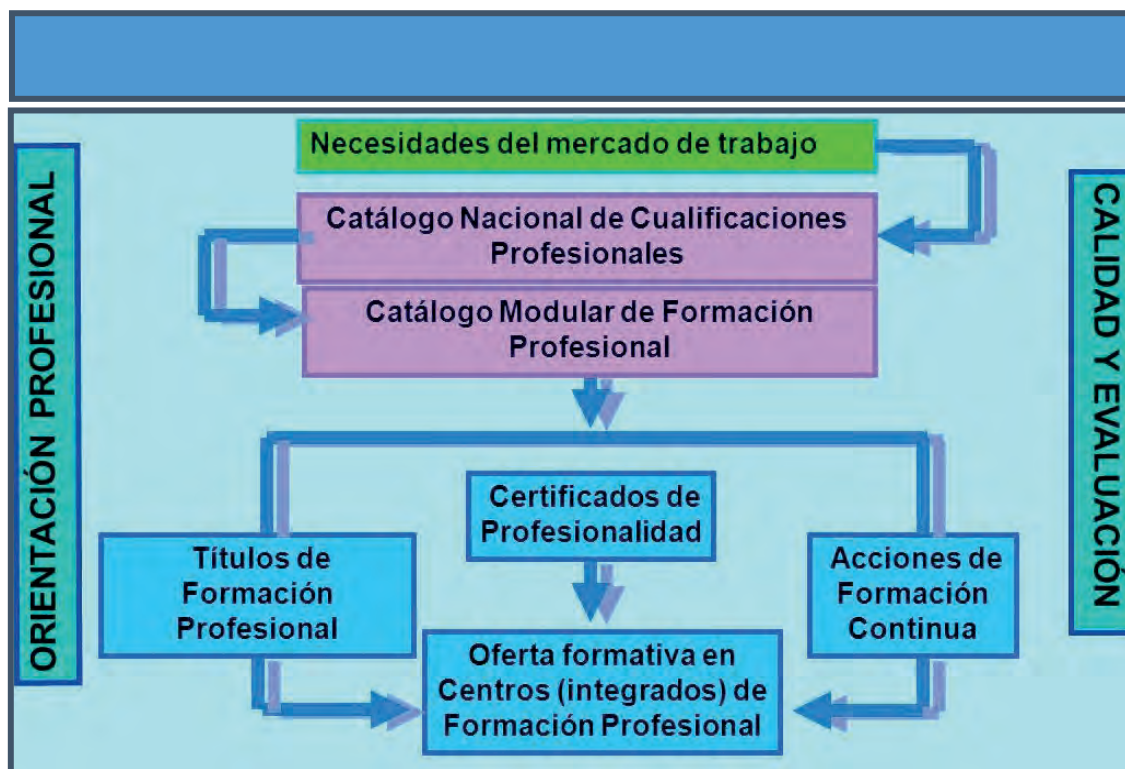 Necesidades del mercado de trabajo
Catálogo Nacional de Cualificaciones
Profesionales
Catálogo Modular de Formación
Profesional
ORIENTACIÓN PROFESIONAL
CALIDAD Y EVALUACIÓN
Certificados de
Profesionalidad
Títulos de
Formación
Profesional
Acciones de
Formación
Continua
Oferta formativa en
Centros (integrados) de
Formación Profesional